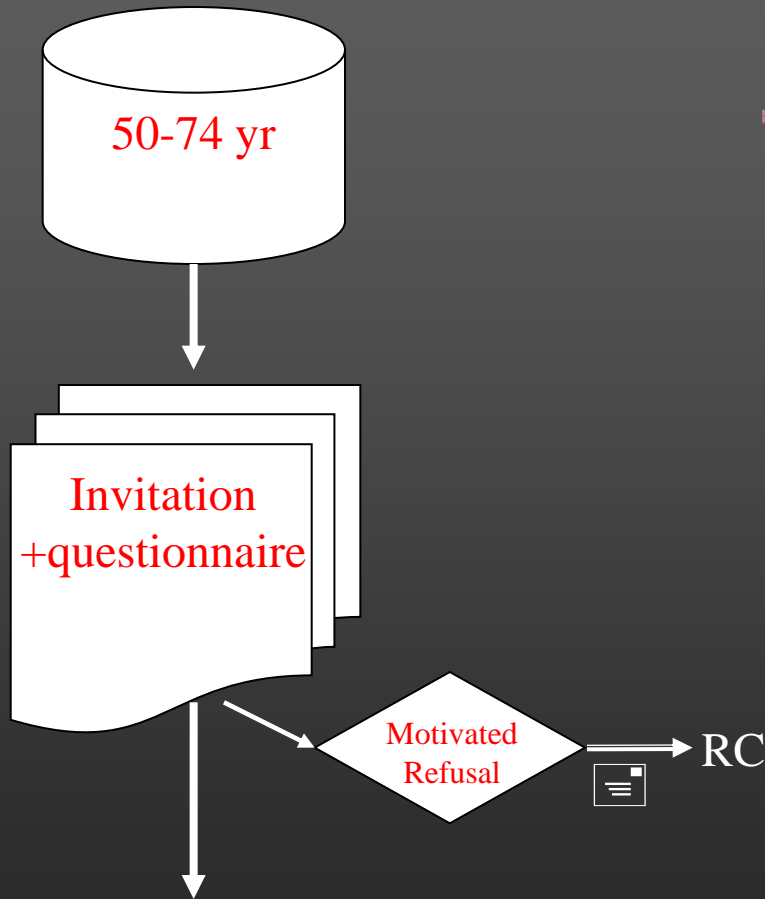 50-74 yr
Invitation
+questionnaire
Motivated
Refusal
RC